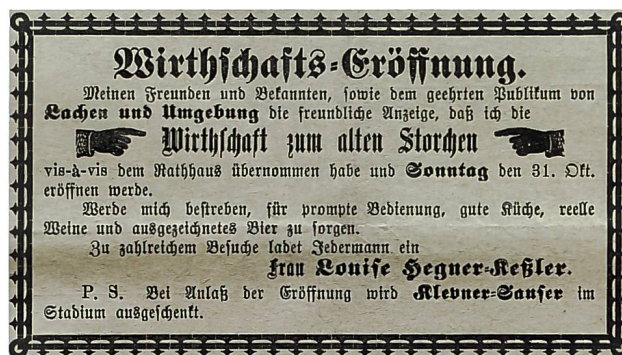 Wirthschafts-Eröffnung.
Meinen Freunden und Bekannten, sowie dem geehrten Publikum von
Lachen und Umgebung die freundliche Anzeige, daß ich die
Wirthschaft zum alten Storchen
vis-à-vis dem Rathhaus übernommen habe und Sonntag den 31. Okt.
eröffnen werde.
Werde mich bestreben, für prompte Bedienung, gute Küche, reelle
Weine und ausgezeichnetes Bier zu sorgen.
Zu zahlreichem Besuche ladet Jedermann ein
Frau Louise Hegner-Keßler.
P. S. Bei Anlaß der Eröffnung wird Klevner-Sauser im
Stadium ausgeschenkt.